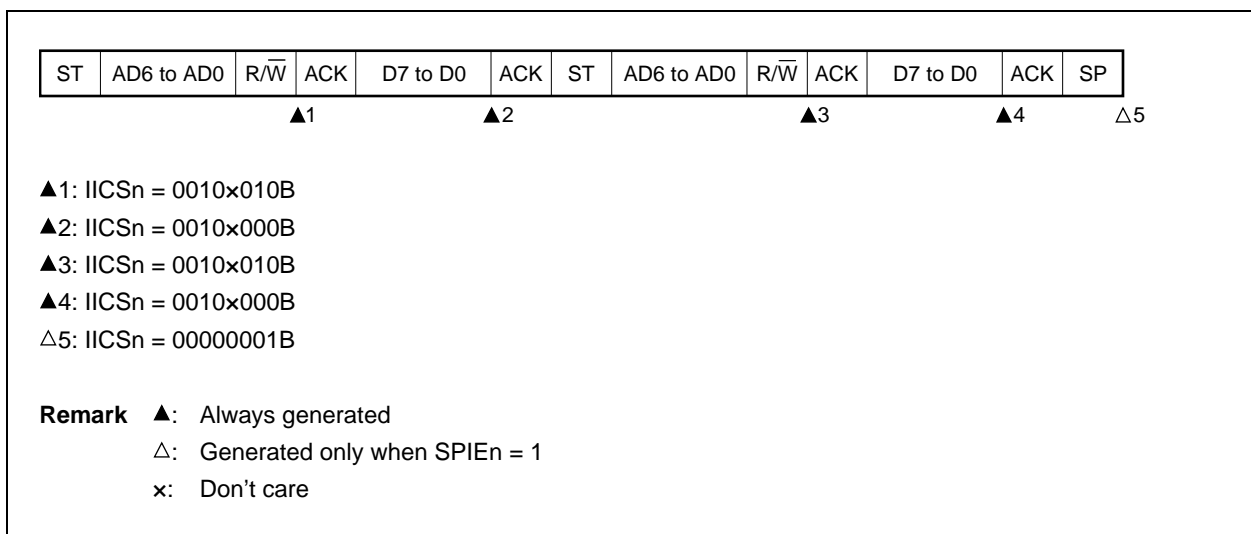 ST AD6 to AD0 R/W̅ ACK D7 to D0 ACK ST AD6 to AD0 R/W̅ ACK D7 to D0 ACK SP
▲1 ▲2 ▲3 ▲4 △5
▲1: IICSn = 0010×010B
▲2: IICSn = 0010×000B
▲3: IICSn = 0010×010B
▲4: IICSn = 0010×000B
△5: IICSn = 00000001B
Remark ▲: Always generated
△: Generated only when SPIEn = 1
×: Don't care